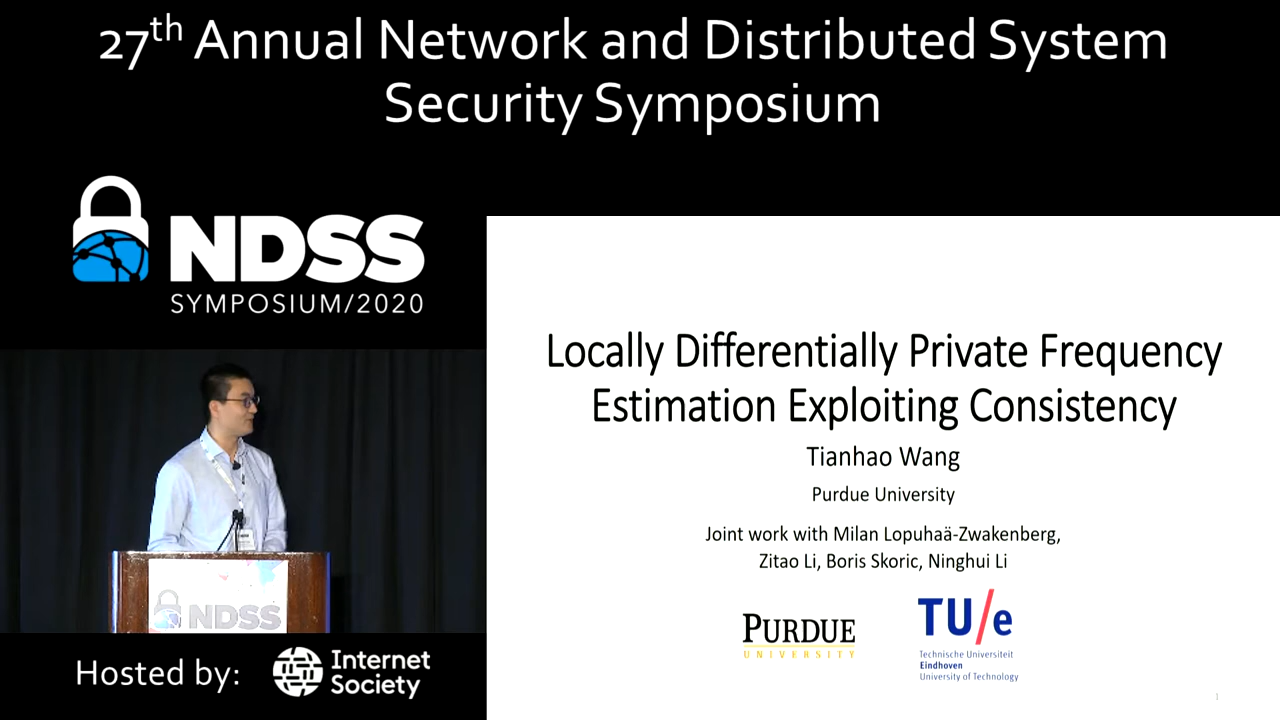 27th Annual Network and Distributed System
Security Symposium
NDSS
SYMPOSIUM/2020
Locally Differentially Private Frequency
Estimation Exploiting Consistency
Tianhao Wang
Purdue University
Joint work with Milan Lopuhaä-Zwakenberg,
Zitao Li, Boris Skoric, Ninghui Li
PURDUE
UNIVERSITY
TU/e
Technische Universiteit
Eindhoven
University of Technology
1
NDSS
Hosted by:
Internet
Society